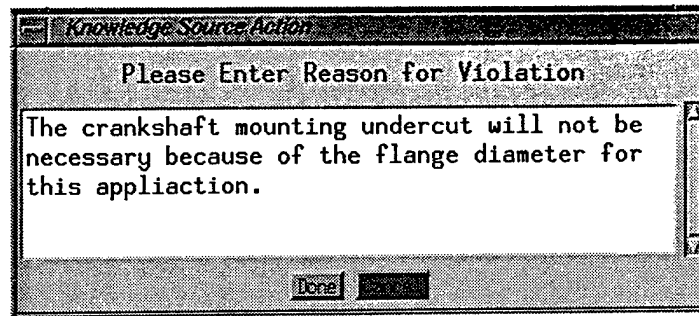 Knowledge Source Action
Please Enter Reason for Violation
The crankshaft mounting undercut will not be
necessary because of the flange diameter for
this appliaction.
Done Cancel